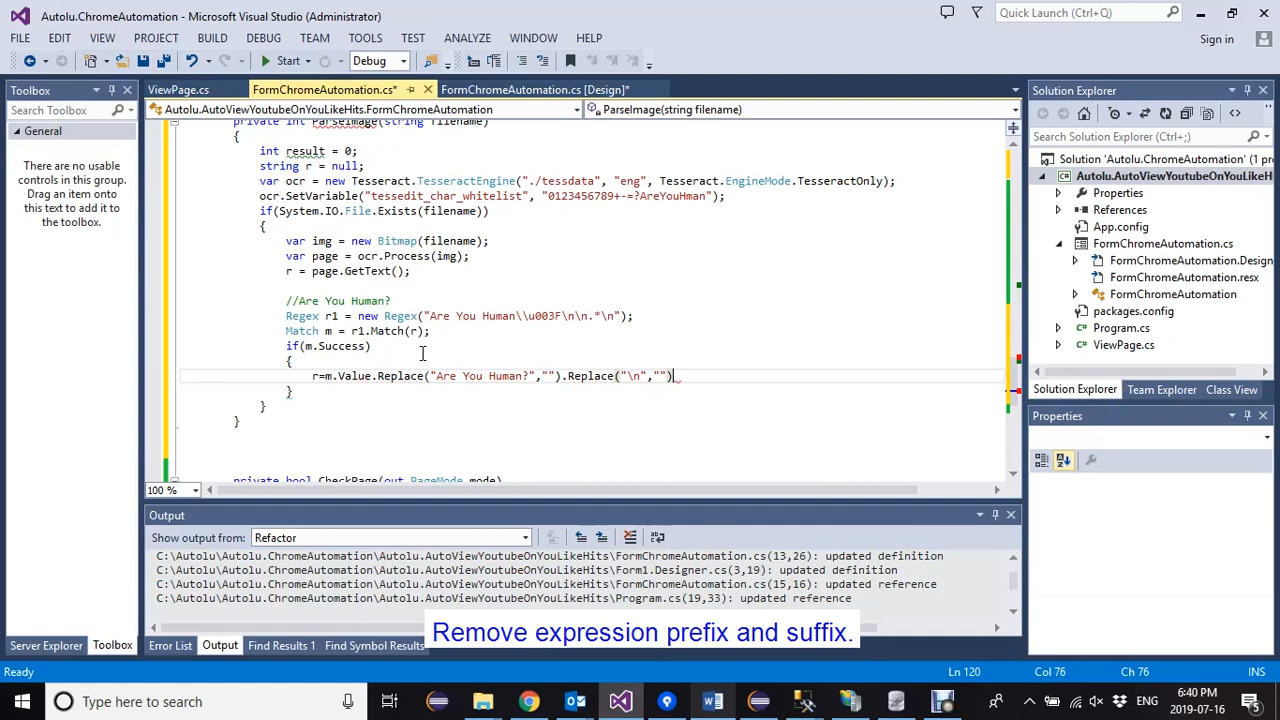 Autolu.ChromeAutomation - Microsoft Visual Studio (Administrator)
Quick Launch (Ctrl+Q)
FILE EDIT VIEW PROJECT BUILD DEBUG TEAM TOOLS TEST ANALYZE WINDOW HELP
Sign in
Start
Debug
Toolbox
ViewPage.cs
FormChromeAutomation.cs*
FormChromeAutomation.cs [Design]*
Solution Explorer
Search Toolbox
Autolu.AutoViewYoutubeOnYouLikeHits.FormChromeAutomation
ParseImage(string filename)
General
There are no usable
controls in this group.
Drag an item onto
this text to add it to
the toolbox.
private int ParseImage(string filename)
{
int result = 0;
string r = null;
var ocr = new Tesseract.TesseractEngine("./tessdata", "eng", Tesseract.EngineMode.TesseractOnly);
ocr.SetVariable("tessedit_char_whitelist", "0123456789+-=?AreYouHman");
if(System.IO.File.Exists(filename))
{
var img = new Bitmap(filename);
var page = ocr.Process(img);
r = page.GetText();
//Are You Human?
Regex r1 = new Regex("Are You Human\\u003F\n\n.*\n");
Match m = r1.Match(r);
if(m.Success)
{
r=m.Value.Replace("Are You Human?","").Replace("\n","")
}
}
}
private bool CheckPage(out PageMode mode)
100 %
Search Solution Explorer (Ctrl+;)
Solution 'Autolu.ChromeAutomation' (1
Autolu.AutoViewYoutubeOnYouLikeH
Properties
References
App.config
FormChromeAutomation.cs
FormChromeAutomation.Design
FormChromeAutomation.resx
FormChromeAutomation
packages.config
Program.cs
ViewPage.cs
Solution Explorer Team Explorer Class View
Properties
Output
Show output from: Refactor
C:\Autolu\Autolu.ChromeAutomation\Autolu.AutoViewYoutubeOnYouLikeHits\FormChromeAutomation.cs(13,26): updated definition
C:\Autolu\Autolu.ChromeAutomation\Autolu.AutoViewYoutubeOnYouLikeHits\Form1.Designer.cs(3,19): updated definition
C:\Autolu\Autolu.ChromeAutomation\Autolu.AutoViewYoutubeOnYouLikeHits\FormChromeAutomation.cs(15,16): updated reference
C:\Autolu\Autolu.ChromeAutomation\Autolu.AutoViewYoutubeOnYouLikeHits\Program.cs(19,33): updated reference
Remove expression prefix and suffix.
Server Explorer Toolbox
Error List Output Find Results 1 Find Symbol Results
Ready
Ln 120
Col 76
Ch 76
INS
Type here to search
ENG
6:40 PM
2019-07-16
5